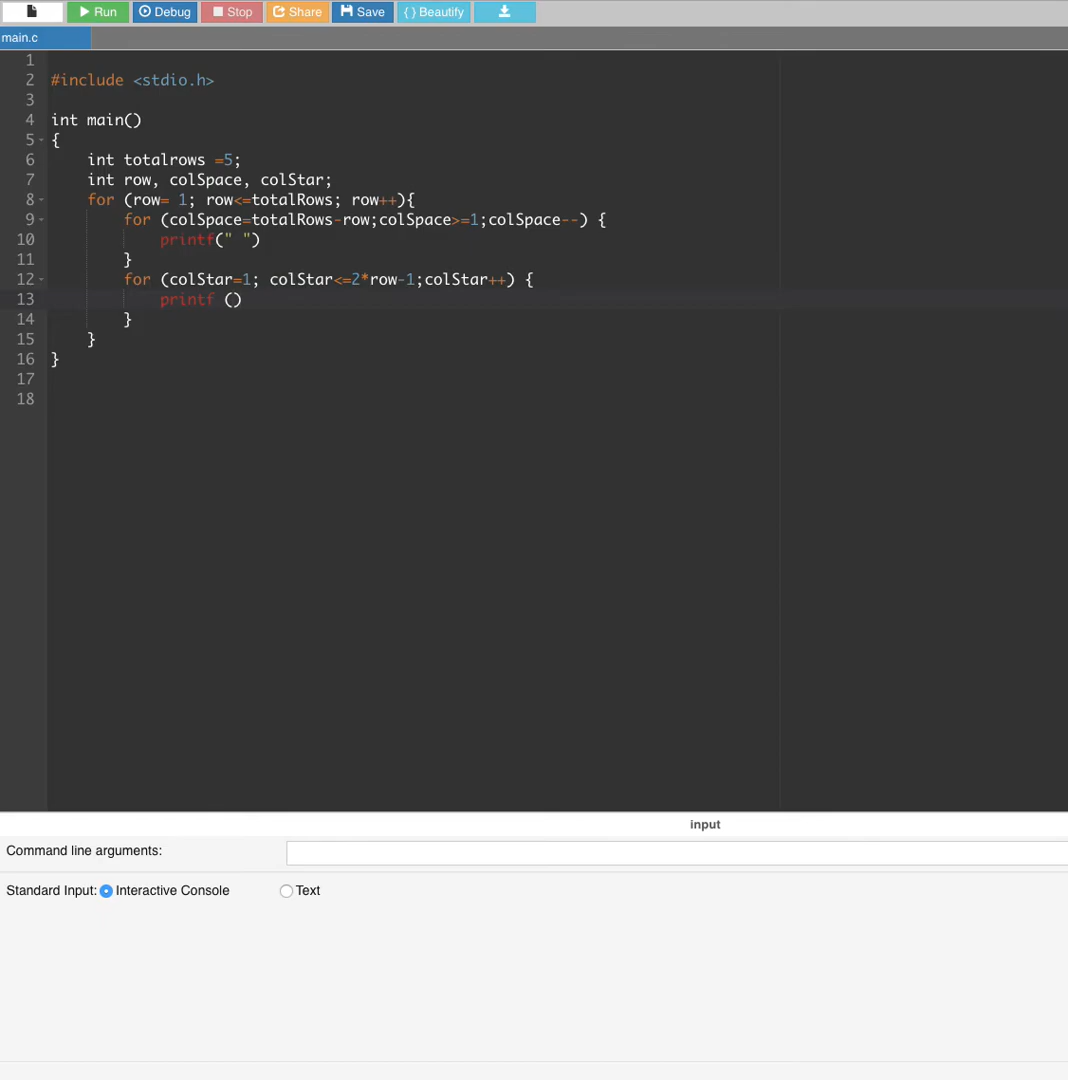 Run Debug Stop Share Save { } Beautify
main.c
1
2 #include <stdio.h>
3
4 int main()
5 {
6 int totalrows =5;
7 int row, colSpace, colStar;
8 for (row= 1; row<=totalRows; row++){
9 for (colSpace=totalRows-row;colSpace>=1;colSpace--) {
10 printf(" ")
11 }
12 for (colStar=1; colStar<=2*row-1;colStar++) {
13 printf ()
14 }
15 }
16 }
17
18
input
Command line arguments:
Standard Input: Interactive Console Text